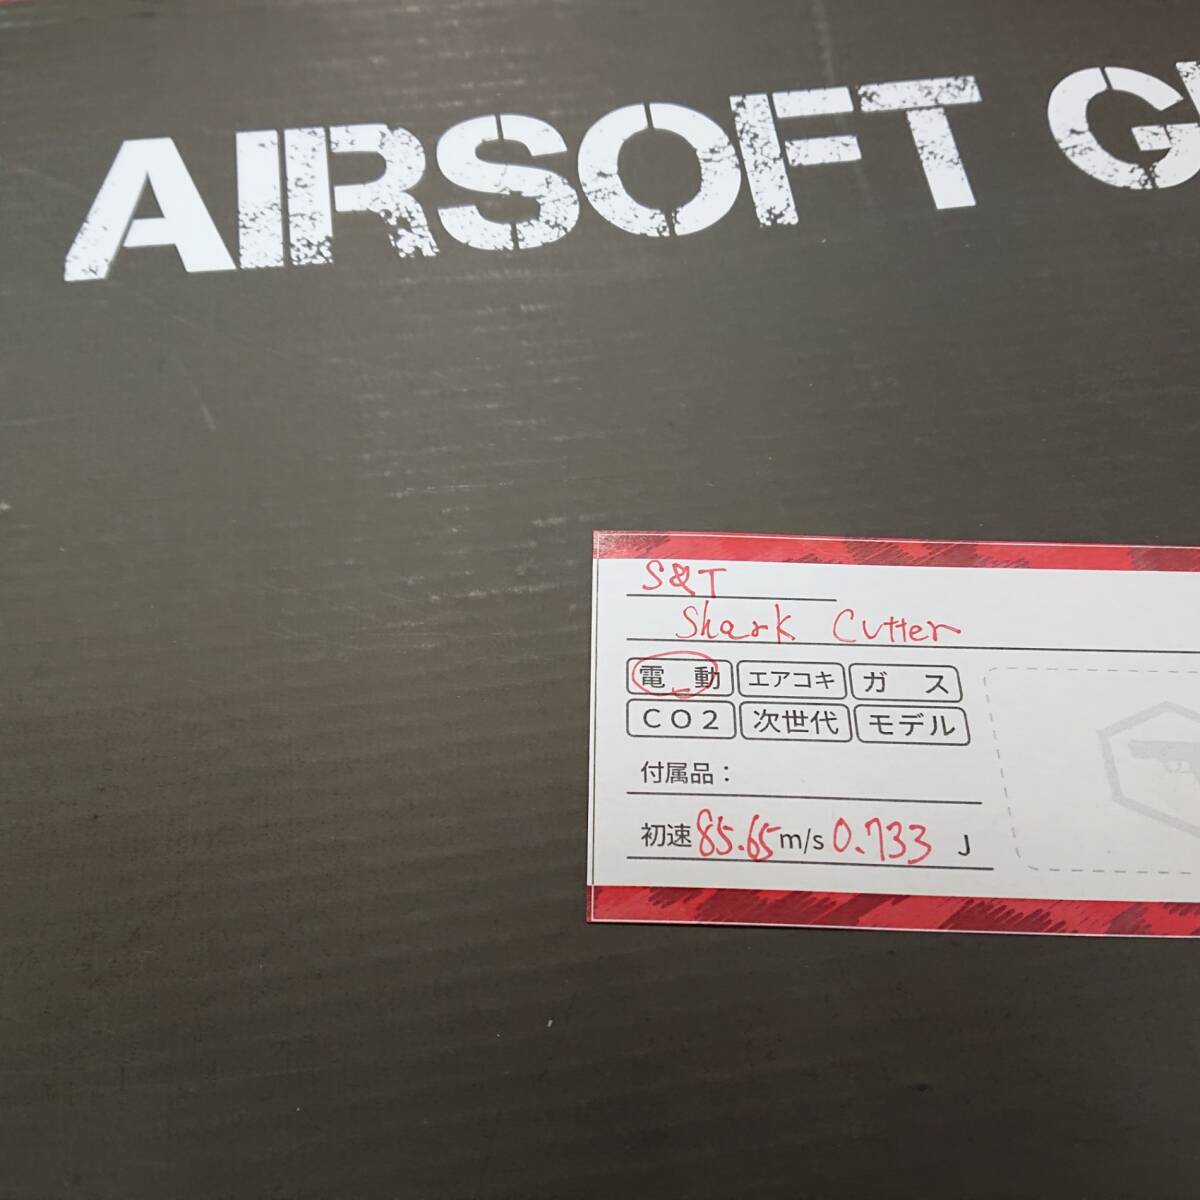 AIRSOFT G
S&T
Shark Cutter
電動 エアコキ ガス
CO2 次世代 モデル
付属品：
初速 85.65 m/s 0.733 J